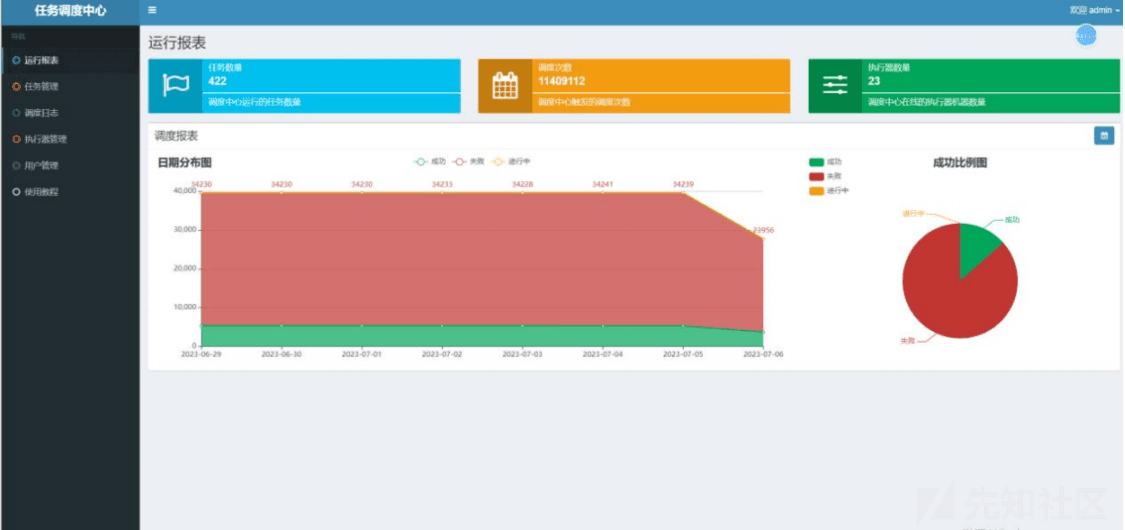 任务调度中心
欢迎 admin
导航
运行报表
任务管理
调度日志
执行器管理
用户管理
使用教程
运行报表
任务数量
422
调度中心运行的任务数量
调度次数
11409112
调度中心触发的调度次数
执行器数量
23
调度中心在线的执行器机器数量
调度报表
日期分布图
成功 失败 进行中
34230 34230 34230 34233 34228 34241 34239
23956
40,000
30,000
20,000
10,000
0
2023-06-29 2023-06-30 2023-07-01 2023-07-02 2023-07-03 2023-07-04 2023-07-05 2023-07-06
成功
失败
进行中
成功比例图
进行中
成功
失败
先知社区